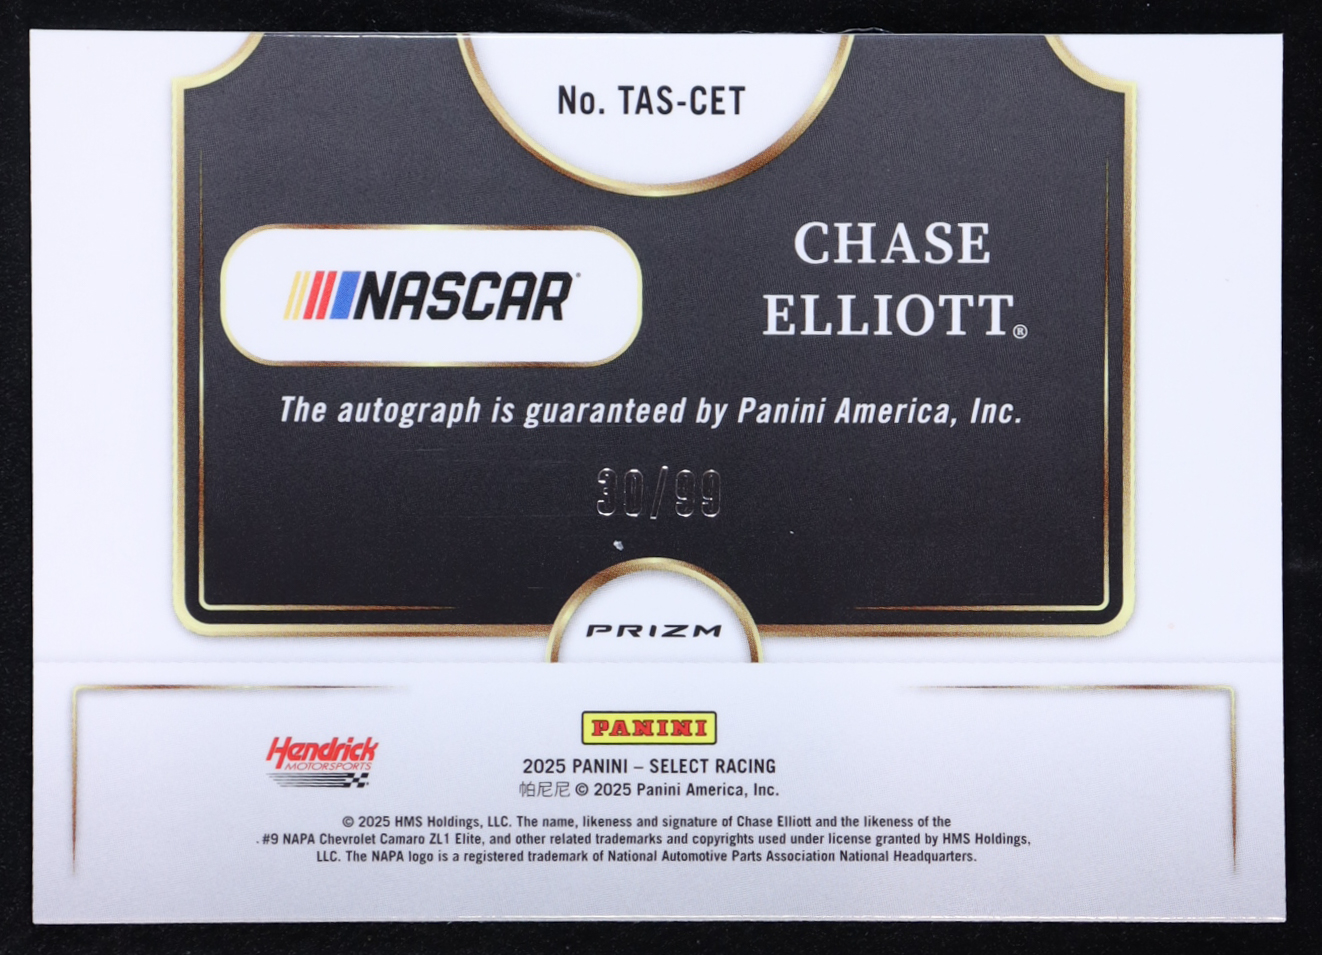 No. TAS-CET
NASCAR
CHASE
ELLIOTT®
The autograph is guaranteed by Panini America, Inc.
30/99
PRIZM
Hendrick
MOTORSPORTS
PANINI
2025 PANINI – SELECT RACING
帕尼尼 © 2025 Panini America, Inc.
© 2025 HMS Holdings, LLC. The name, likeness and signature of Chase Elliott and the likeness of the
#9 NAPA Chevrolet Camaro ZL1 Elite, and other related trademarks and copyrights used under license granted by HMS Holdings,
LLC. The NAPA logo is a registered trademark of National Automotive Parts Association National Headquarters.